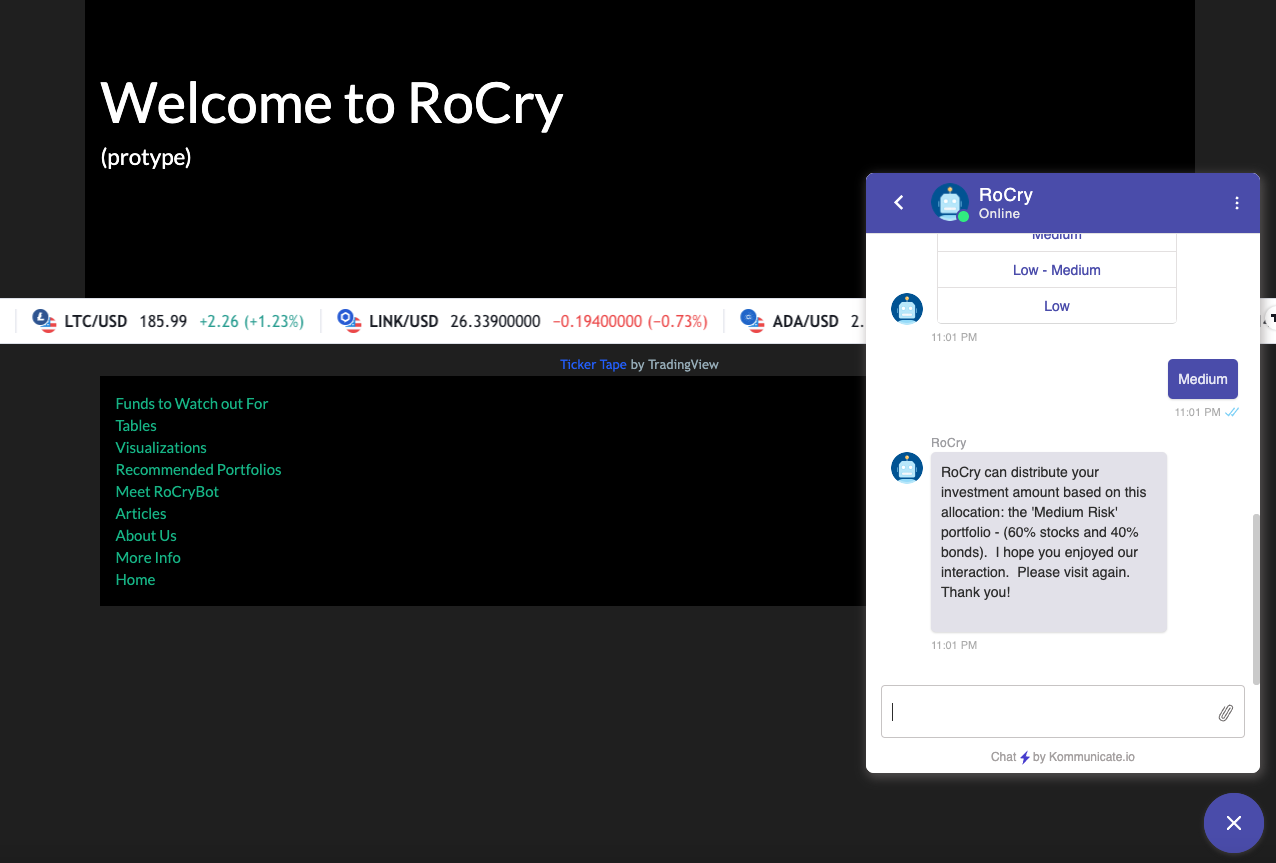 Welcome to RoCry
(protype)
LTC/USD 185.99 +2.26 (+1.23%) LINK/USD 26.33900000 −0.19400000 (−0.73%) ADA/USD 2.
Ticker Tape by TradingView
Funds to Watch out For
Tables
Visualizations
Recommended Portfolios
Meet RoCryBot
Articles
About Us
More Info
Home
RoCry
Online
Medium
Low - Medium
Low
11:01 PM
Medium
11:01 PM
RoCry
RoCry can distribute your
investment amount based on this
allocation: the 'Medium Risk'
portfolio - (60% stocks and 40%
bonds).  I hope you enjoyed our
interaction.  Please visit again.
Thank you!
11:01 PM
Chat by Kommunicate.io